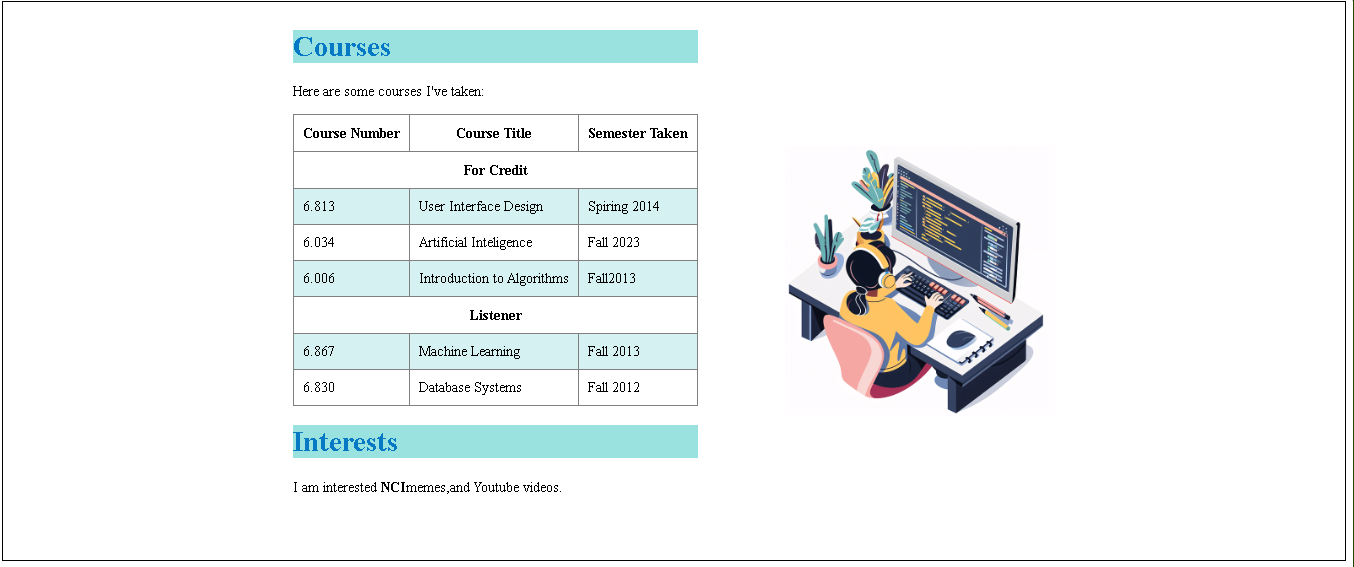 Courses
Here are some courses I've taken:
Course Number Course Title Semester Taken
For Credit
6.813 User Interface Design Spiring 2014
6.034 Artificial Inteligence Fall 2023
6.006 Introduction to Algorithms Fall2013
Listener
6.867 Machine Learning Fall 2013
6.830 Database Systems Fall 2012
Interests
I am interested NCImemes,and Youtube videos.